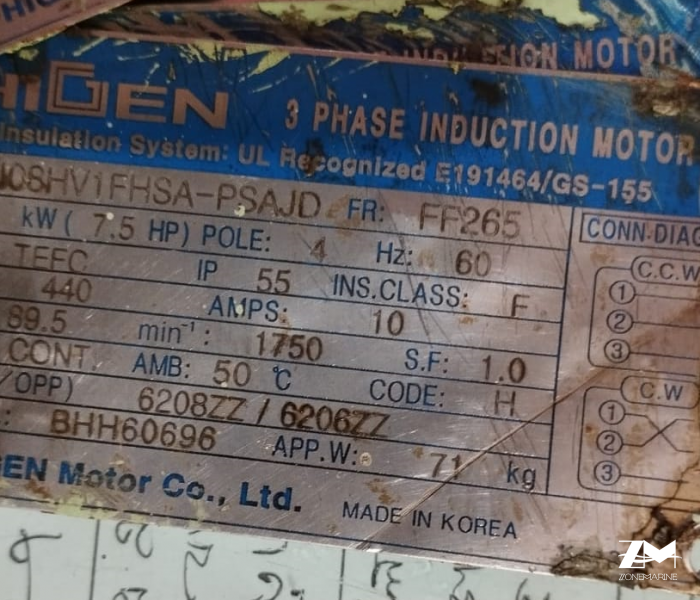 INDUCTION MOTOR
HIGEN 3 PHASE INDUCTION MOTOR
Insulation System: UL Recognized E191464/GS-155
08HV1FHSA-PSAJD FR: FF265
kW ( 7.5 HP) POLE: 4 Hz: 60
TEFC IP 55 INS.CLASS: F
440 AMPS: 10
89.5 min⁻¹: 1750 S.F: 1.0
CONT AMB: 50 °C CODE: H
/OPP) 6208ZZ / 6206ZZ
: BHH60696 APP.W: 71 kg
GEN Motor Co., Ltd. MADE IN KOREA
CONN-DIAG
C.C.W
1
2
3
C.W
1
2
3
ZM
ZONEMARINE